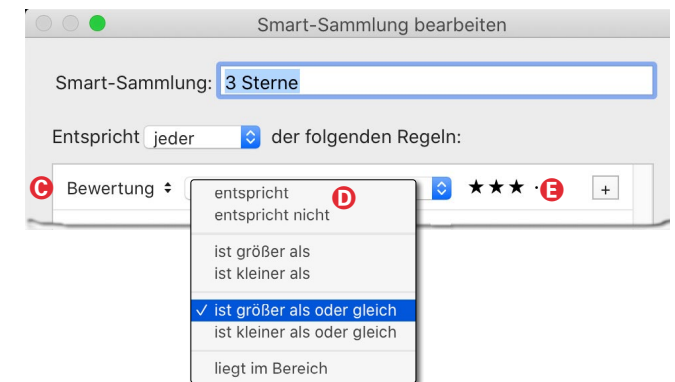 Smart-Sammlung bearbeiten
Smart-Sammlung: 3 Sterne
Entspricht jeder der folgenden Regeln:
C Bewertung ★★★ · E +
entspricht D
entspricht nicht
ist größer als
ist kleiner als
✓ ist größer als oder gleich
ist kleiner als oder gleich
liegt im Bereich